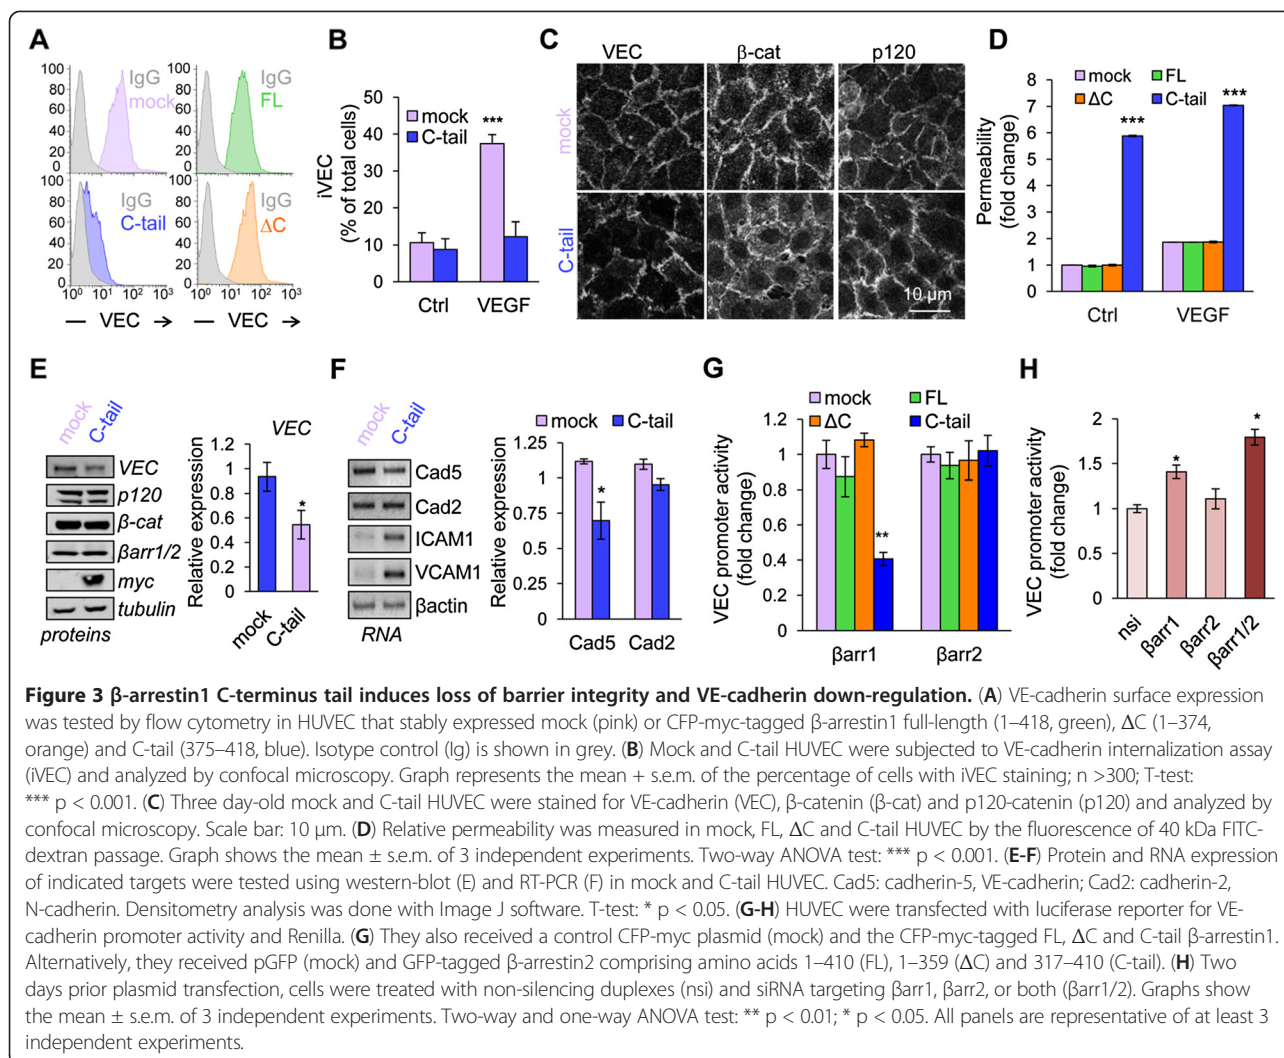 A
IgG
mock
IgG
FL
100
80
60
40
20
0
100
80
60
40
20
0
IgG
C-tail
IgG
ΔC
100
80
60
40
20
0
100
80
60
40
20
0
10⁰ 10¹ 10² 10³
10⁰ 10¹ 10² 10³
— VEC →
— VEC →
B
iVEC
(% of total cells)
50
40
30
20
10
0
mock
C-tail
***
Ctrl
VEGF
C
VEC
β-cat
p120
mock
C-tail
10 μm
D
Permeability
(fold change)
8
7
6
5
4
3
2
1
0
mock
FL
ΔC
C-tail
***
***
Ctrl
VEGF
E
mock
C-tail
VEC
p120
β-cat
βarr1/2
myc
tubulin
proteins
VEC
Relative expression
1.2
1
0.8
0.6
0.4
0.2
0
*
mock
C-tail
F
mock
C-tail
Cad5
Cad2
ICAM1
VCAM1
βactin
RNA
mock
C-tail
Relative expression
1.25
1
0.75
0.5
0.25
0
*
Cad5
Cad2
G
mock
FL
ΔC
C-tail
VEC promoter activity
(fold change)
1.2
1
0.8
0.6
0.4
0.2
0
**
βarr1
βarr2
H
VEC promoter activity
(fold change)
2
1.5
1
0.5
0
*
*
nsi
βarr1
βarr2
βarr1/2
Figure 3 β-arrestin1 C-terminus tail induces loss of barrier integrity and VE-cadherin down-regulation. (A) VE-cadherin surface expression
was tested by flow cytometry in HUVEC that stably expressed mock (pink) or CFP-myc-tagged β-arrestin1 full-length (1–418, green), ΔC (1–374,
orange) and C-tail (375–418, blue). Isotype control (Ig) is shown in grey. (B) Mock and C-tail HUVEC were subjected to VE-cadherin internalization assay
(iVEC) and analyzed by confocal microscopy. Graph represents the mean + s.e.m. of the percentage of cells with iVEC staining; n >300; T-test:
*** p < 0.001. (C) Three day-old mock and C-tail HUVEC were stained for VE-cadherin (VEC), β-catenin (β-cat) and p120-catenin (p120) and analyzed by
confocal microscopy. Scale bar: 10 μm. (D) Relative permeability was measured in mock, FL, ΔC and C-tail HUVEC by the fluorescence of 40 kDa FITC-
dextran passage. Graph shows the mean ± s.e.m. of 3 independent experiments. Two-way ANOVA test: *** p < 0.001. (E-F) Protein and RNA expression
of indicated targets were tested using western-blot (E) and RT-PCR (F) in mock and C-tail HUVEC. Cad5: cadherin-5, VE-cadherin; Cad2: cadherin-2,
N-cadherin. Densitometry analysis was done with Image J software. T-test: * p < 0.05. (G-H) HUVEC were transfected with luciferase reporter for VE-
cadherin promoter activity and Renilla. (G) They also received a control CFP-myc plasmid (mock) and the CFP-myc-tagged FL, ΔC and C-tail β-arrestin1.
Alternatively, they received pGFP (mock) and GFP-tagged β-arrestin2 comprising amino acids 1–410 (FL), 1–359 (ΔC) and 317–410 (C-tail). (H) Two
days prior plasmid transfection, cells were treated with non-silencing duplexes (nsi) and siRNA targeting βarr1, βarr2, or both (βarr1/2). Graphs show
the mean ± s.e.m. of 3 independent experiments. Two-way and one-way ANOVA test: ** p < 0.01; * p < 0.05. All panels are representative of at least 3
independent experiments.